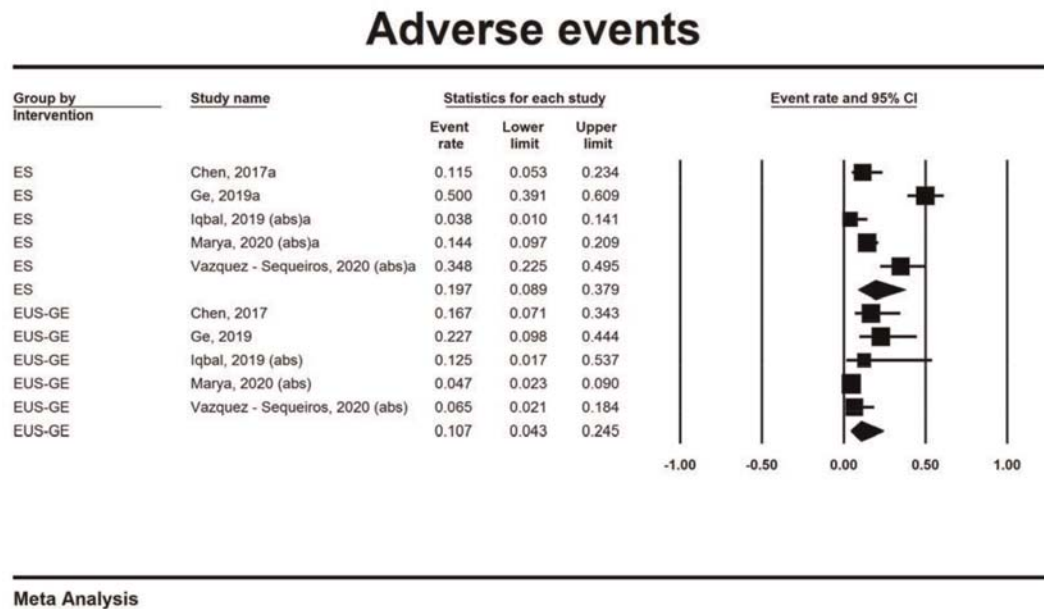 Adverse events
Group by Study name Statistics for each study Event rate and 95% CI
Intervention
Event rate Lower limit Upper limit
ES Chen, 2017a 0.115 0.053 0.234
ES Ge, 2019a 0.500 0.391 0.609
ES Iqbal, 2019 (abs)a 0.038 0.010 0.141
ES Marya, 2020 (abs)a 0.144 0.097 0.209
ES Vazquez - Sequeiros, 2020 (abs)a 0.348 0.225 0.495
ES 0.197 0.089 0.379
EUS-GE Chen, 2017 0.167 0.071 0.343
EUS-GE Ge, 2019 0.227 0.098 0.444
EUS-GE Iqbal, 2019 (abs) 0.125 0.017 0.537
EUS-GE Marya, 2020 (abs) 0.047 0.023 0.090
EUS-GE Vazquez - Sequeiros, 2020 (abs) 0.065 0.021 0.184
EUS-GE 0.107 0.043 0.245
-1.00 -0.50 0.00 0.50 1.00
Meta Analysis